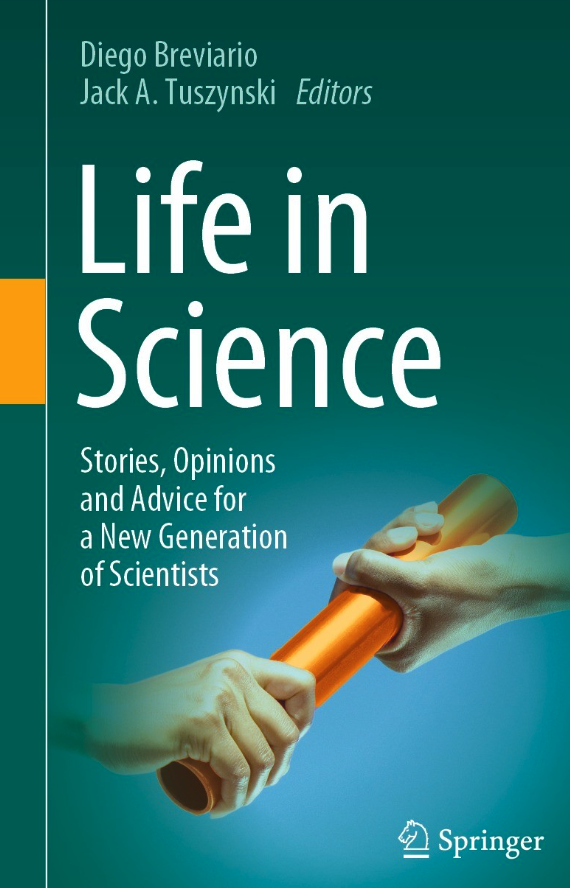 Diego Breviario
Jack A. Tuszynski Editors
Life in
Science
Stories, Opinions
and Advice for
a New Generation
of Scientists
Springer